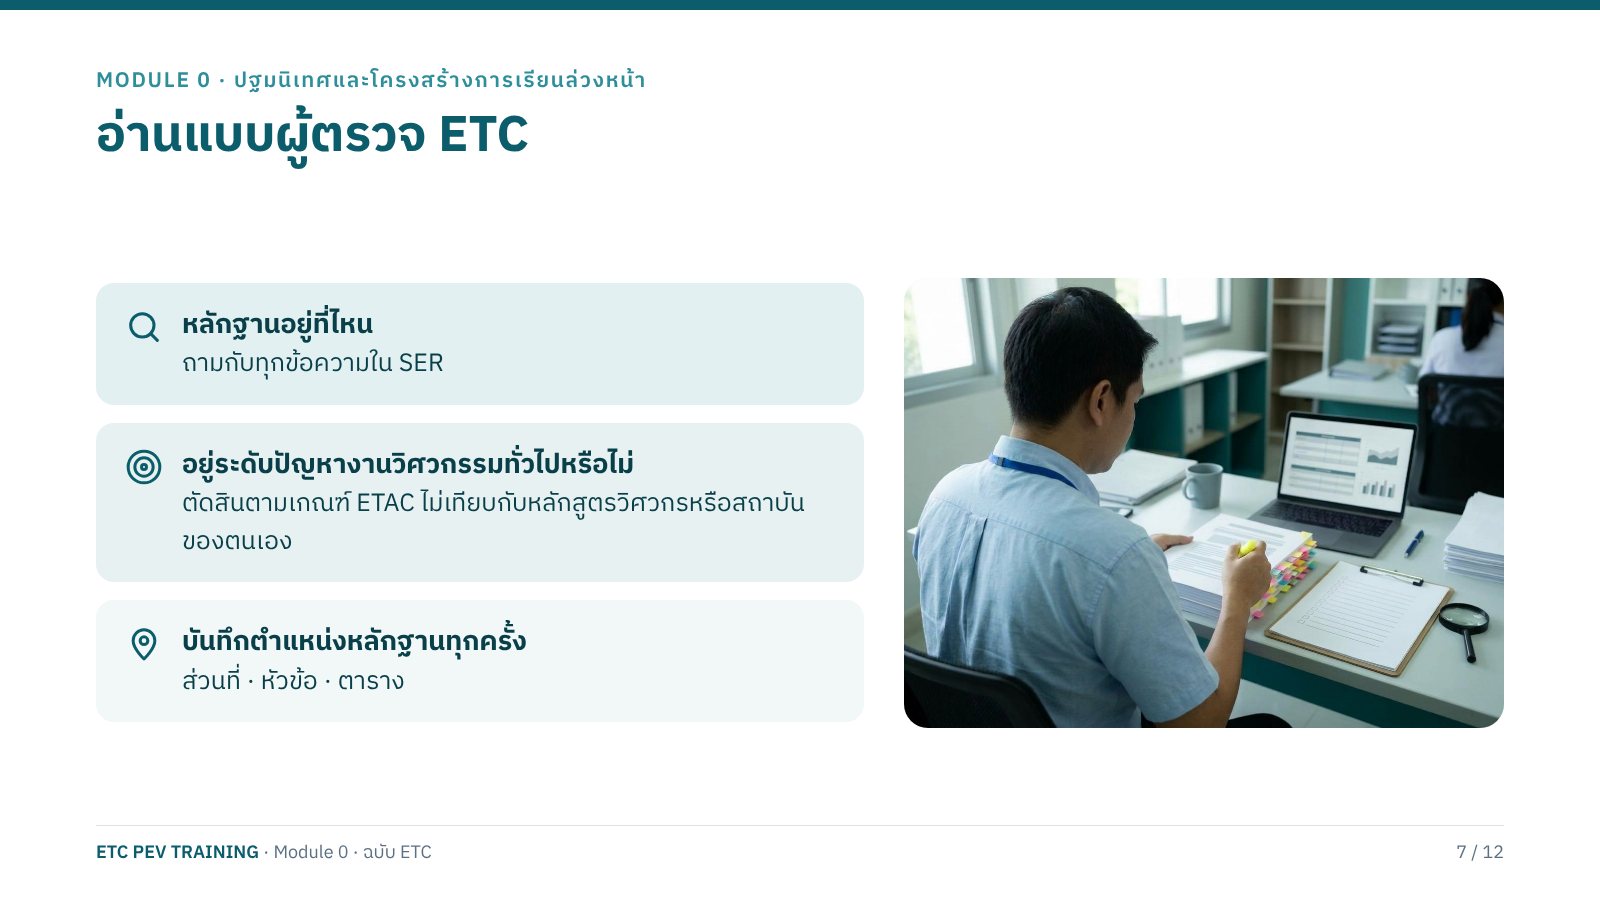 MODULE 0 · ปฐมนิเทศและโครงสร้างการเรียนล่วงหน้า
อ่านแบบผู้ตรวจ ETC
หลักฐานอยู่ที่ไหน
ถามกับทุกข้อความใน SER
อยู่ระดับปัญหางานวิศวกรรมทั่วไปหรือไม่
ตัดสินตามเกณฑ์ ETAC ไม่เทียบกับหลักสูตรวิศวกรหรือสถาบัน
ของตนเอง
บันทึกตำแหน่งหลักฐานทุกครั้ง
ส่วนที่ · หัวข้อ · ตาราง
ETC PEV TRAINING · Module 0 · ฉบับ ETC
7 / 12